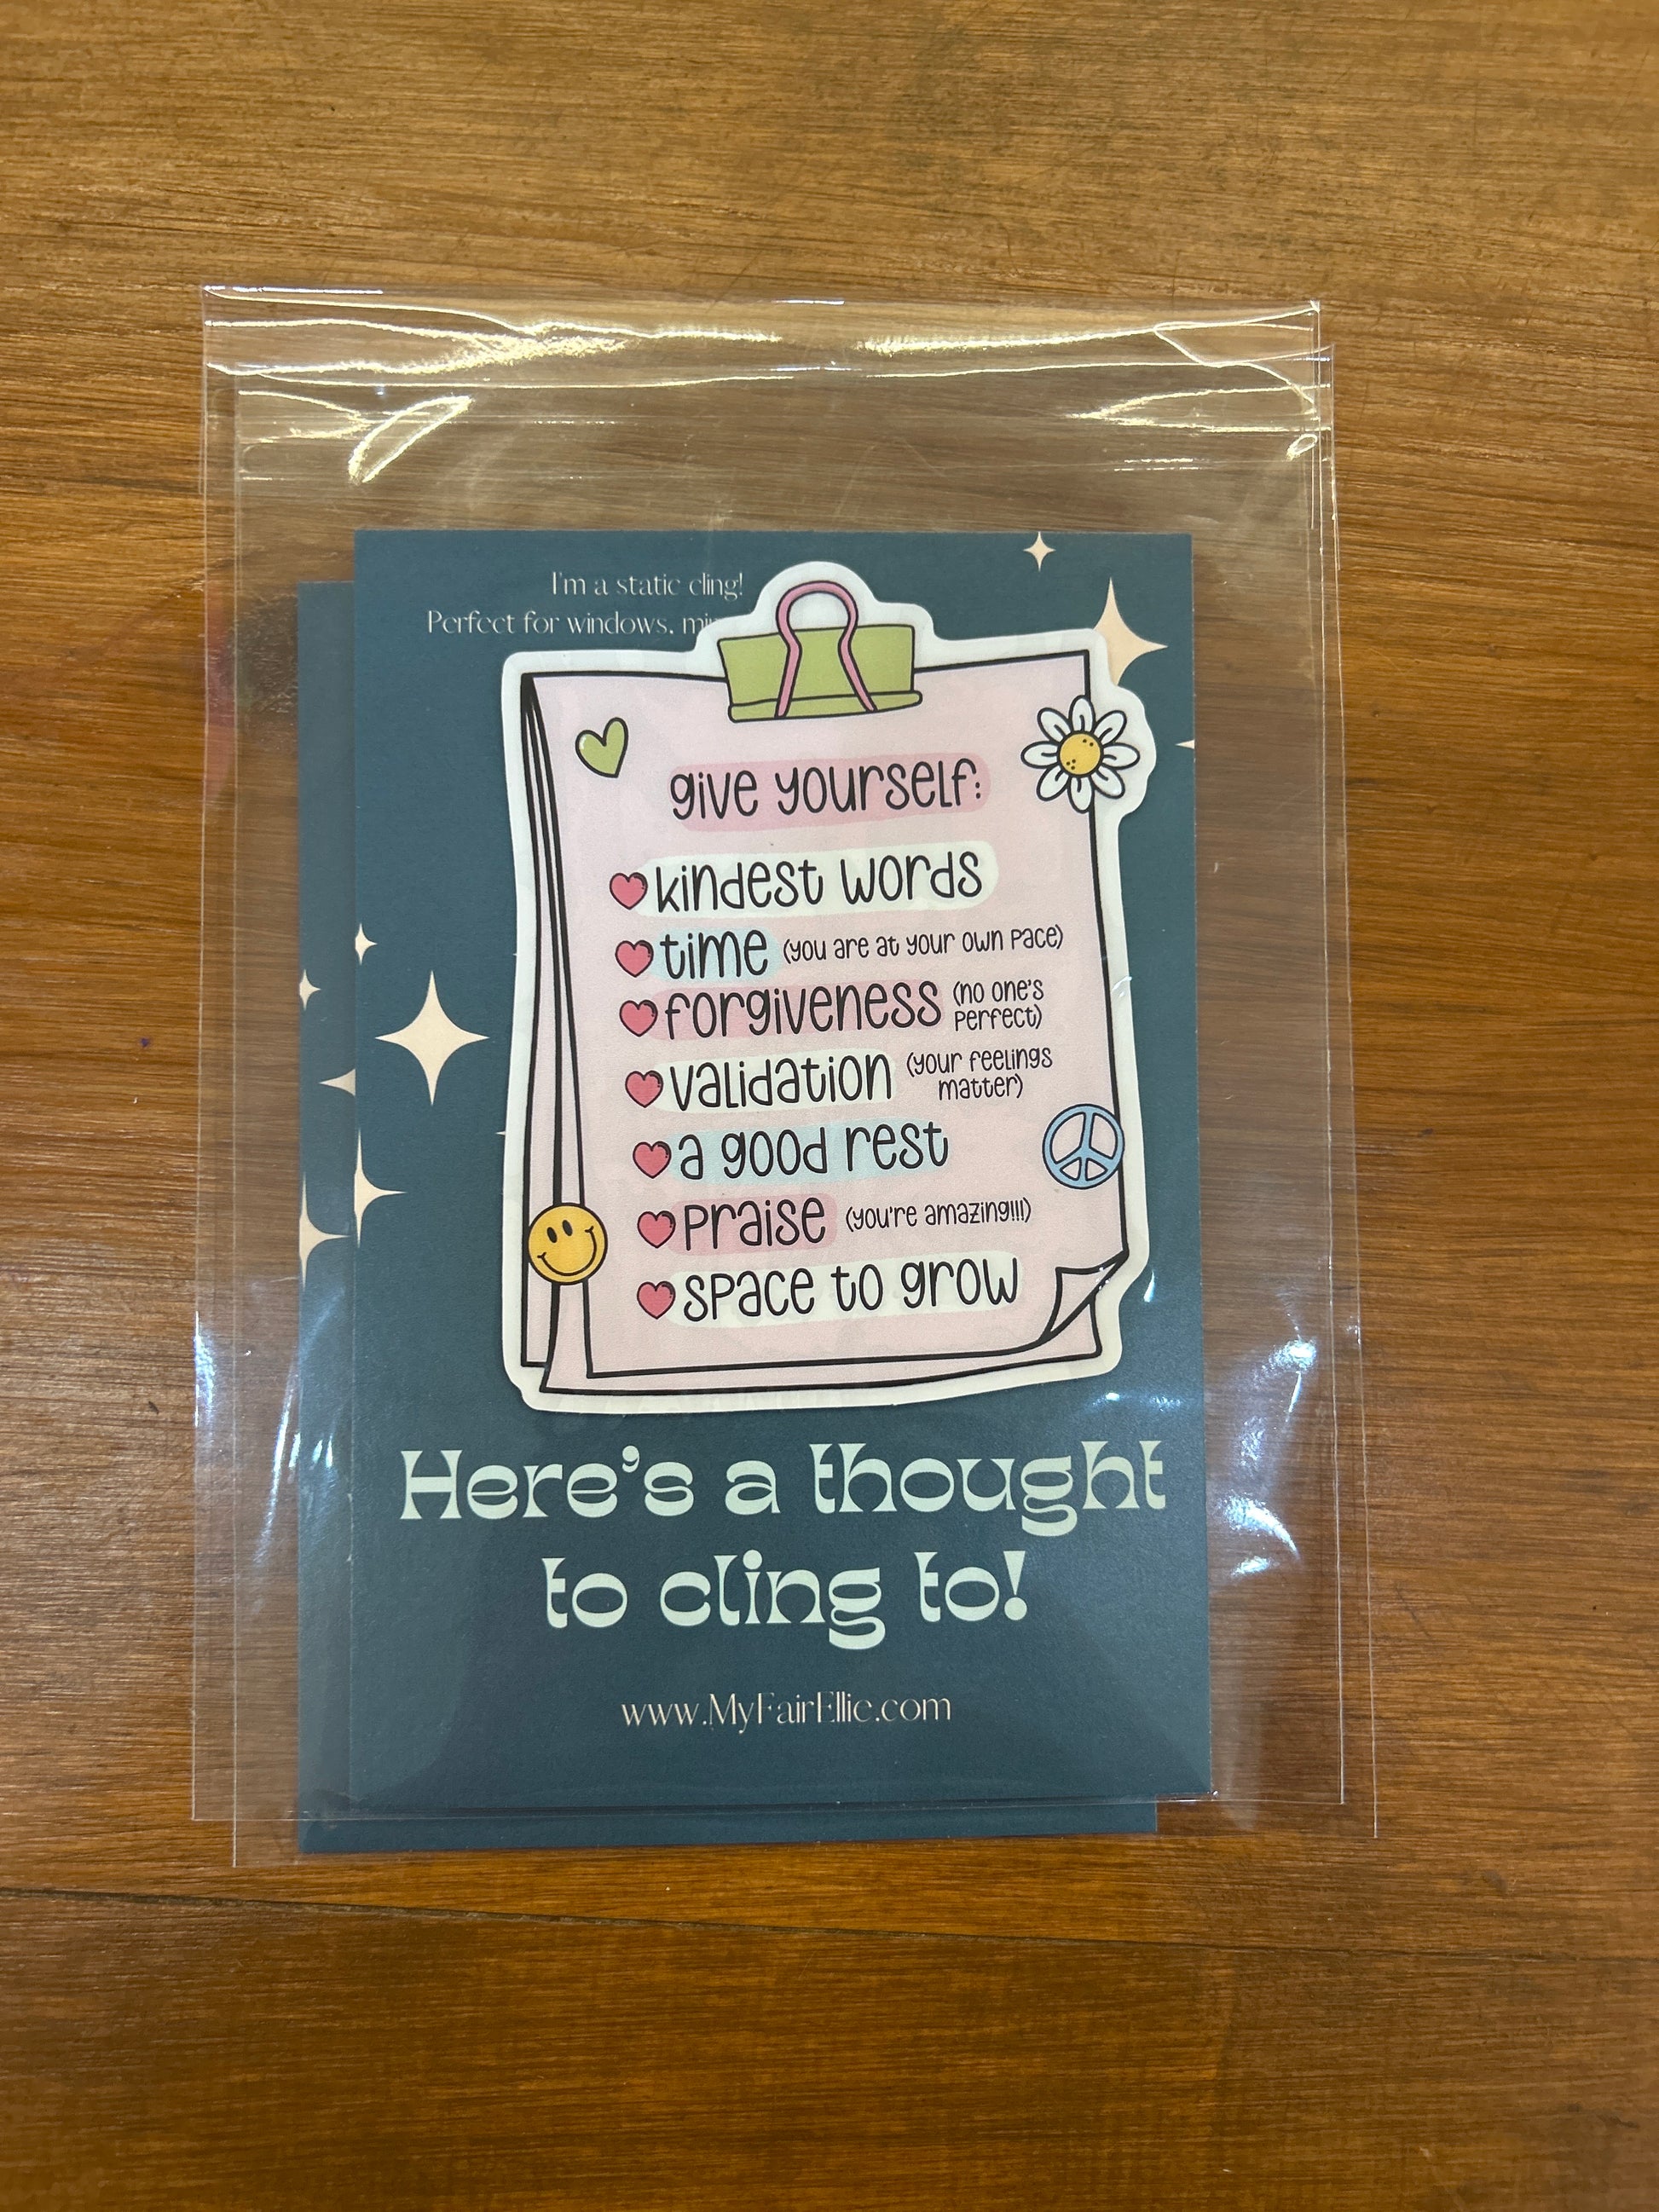 I'm a static cling!
Perfect for windows,
give yourself:
kindest words
time (you are at your own pace)
forgiveness (no one's
perfect)
validation (your feelings
matter)
a good rest
praise (you're amazing!!!)
space to grow
Here's a thought
to cling to!
www.MyFairEllie.com